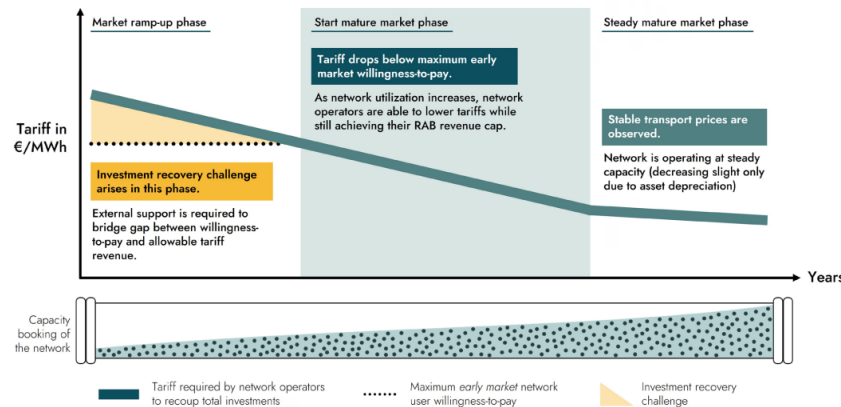 Market ramp-up phase
Start mature market phase
Steady mature market phase
Tariff drops below maximum early
market willingness-to-pay.
As network utilization increases, network
operators are able to lower tariffs while
still achieving their RAB revenue cap.
Tariff in
€/MWh
Stable transport prices are
observed.
Network is operating at steady
capacity (decreasing slight only
due to asset depreciation)
Investment recovery challenge
arises in this phase.
External support is required to
bridge gap between willingness-
to-pay and allowable tariff
revenue.
Years
Capacity
booking of
the network
Tariff required by network operators
to recoup total investments
Maximum early market network
user willingness-to-pay
Investment recovery
challenge